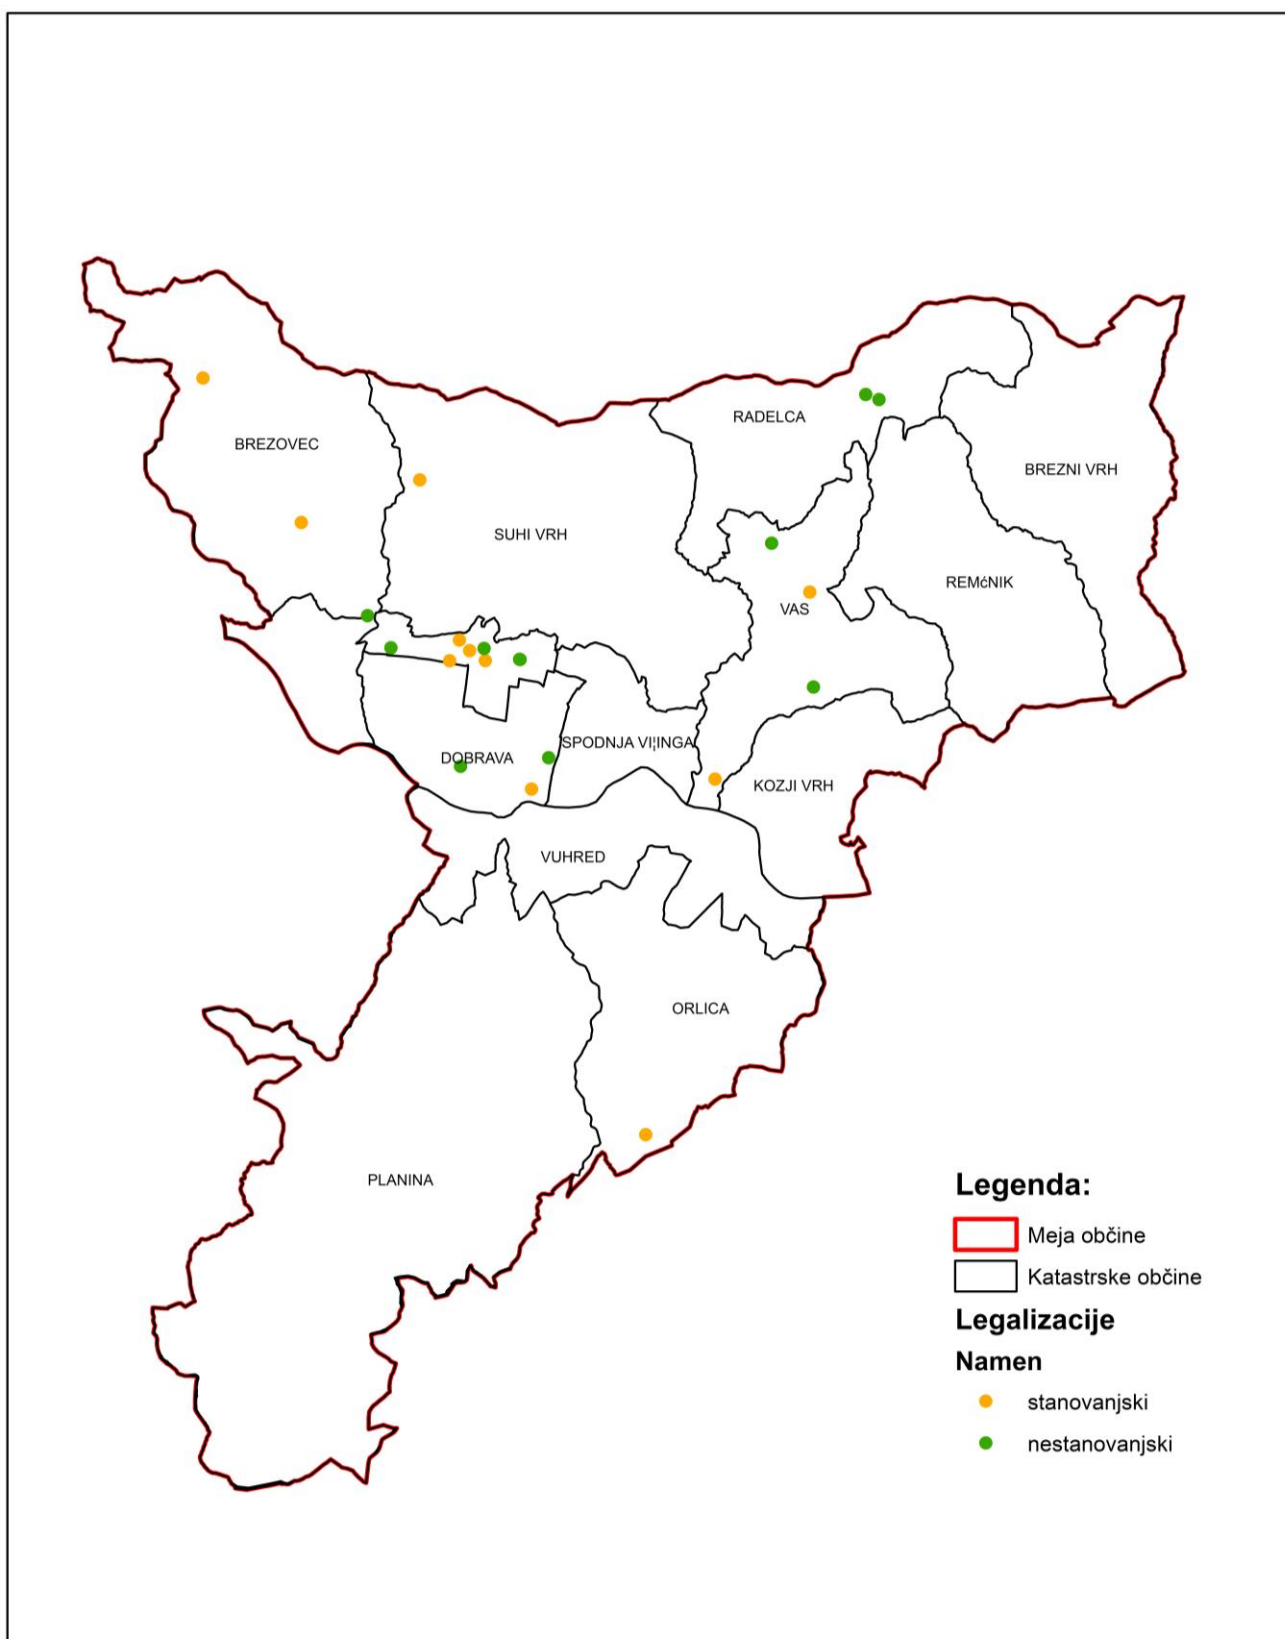 RADELCA
BREZOVEC
BREZNI VRH
SUHI VRH
REMćNIK
VAS
SPODNJA VI¦INGA
DOBRAVA
KOZJI VRH
VUHRED
ORLICA
PLANINA
Legenda:
Meja občine
Katastrske občine
Legalizacije
Namen
stanovanjski
nestanovanjski